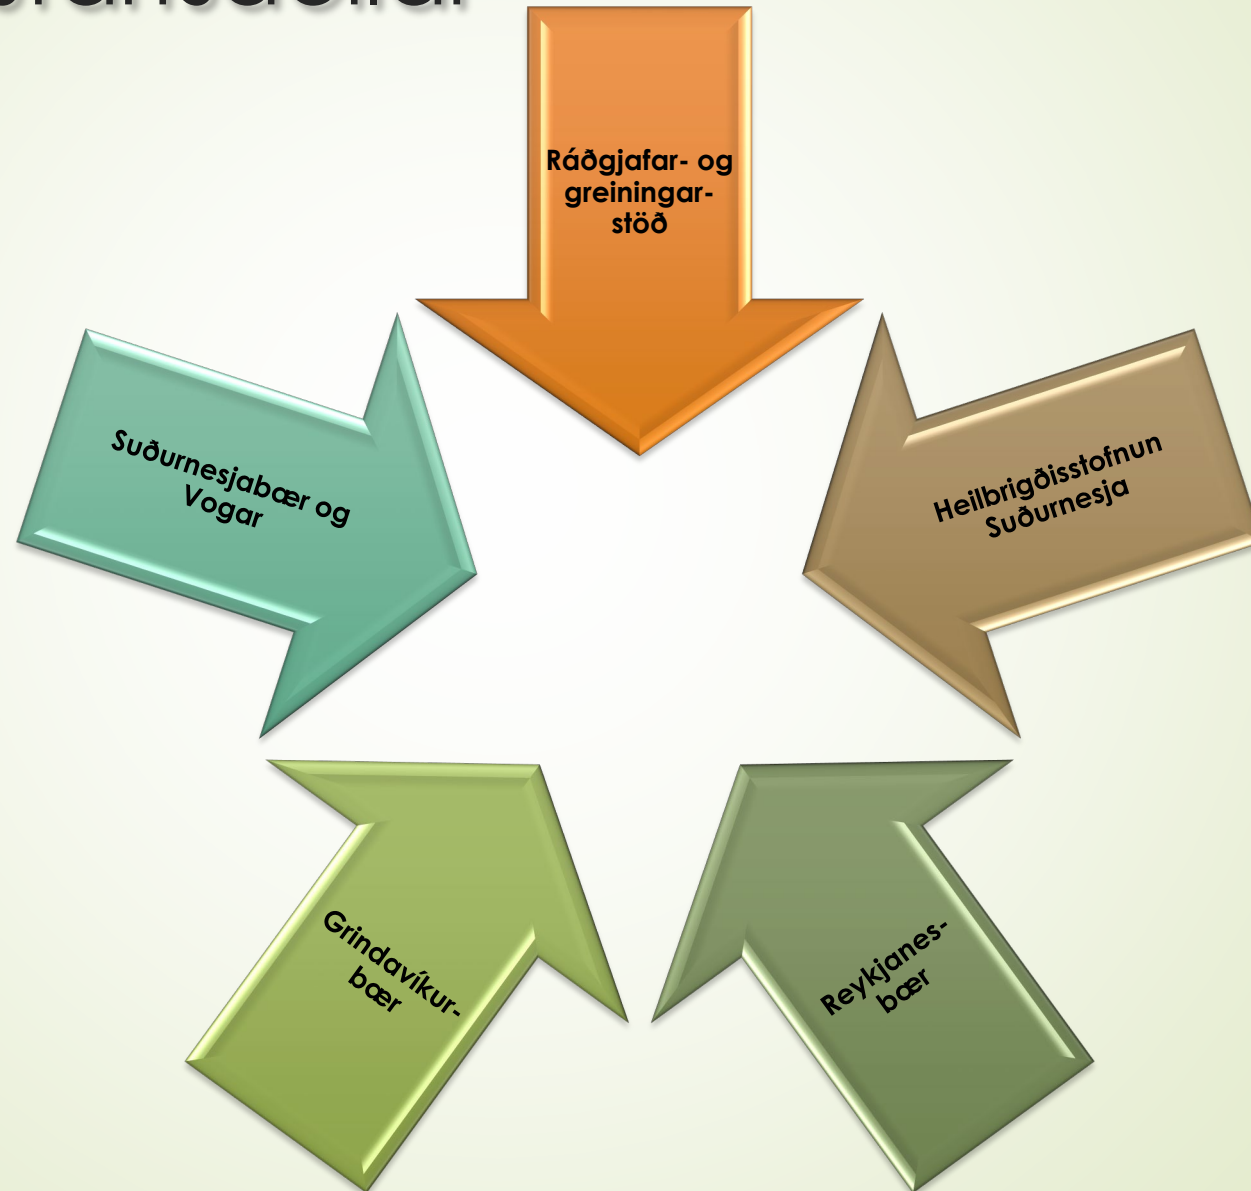 Ráðgjafar- og
greiningar-
stöð
Heilbrigðisstofnun
Suðurnesja
Reykjanes-
bær
Grindavíkur-
bær
Suðurnesjabær og
Vogar